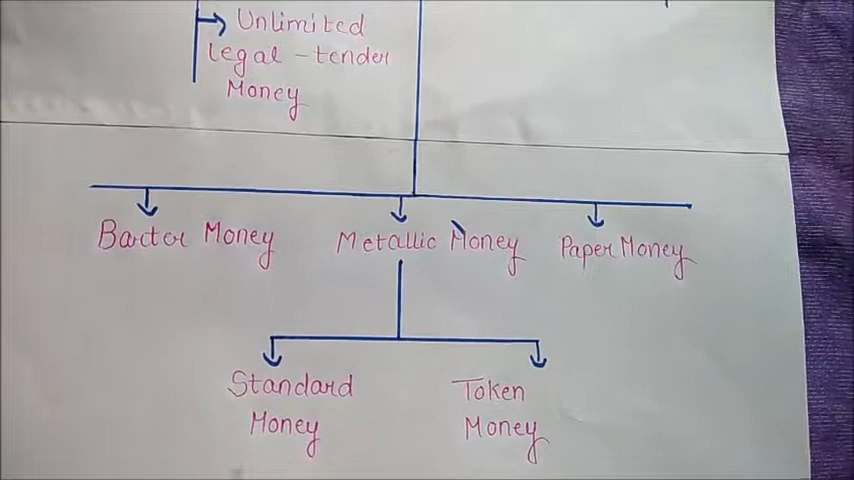 Unlimited
legal - tender
Money
Barter Money
Metallic Money
Paper Money
Standard
Money
Token
Money